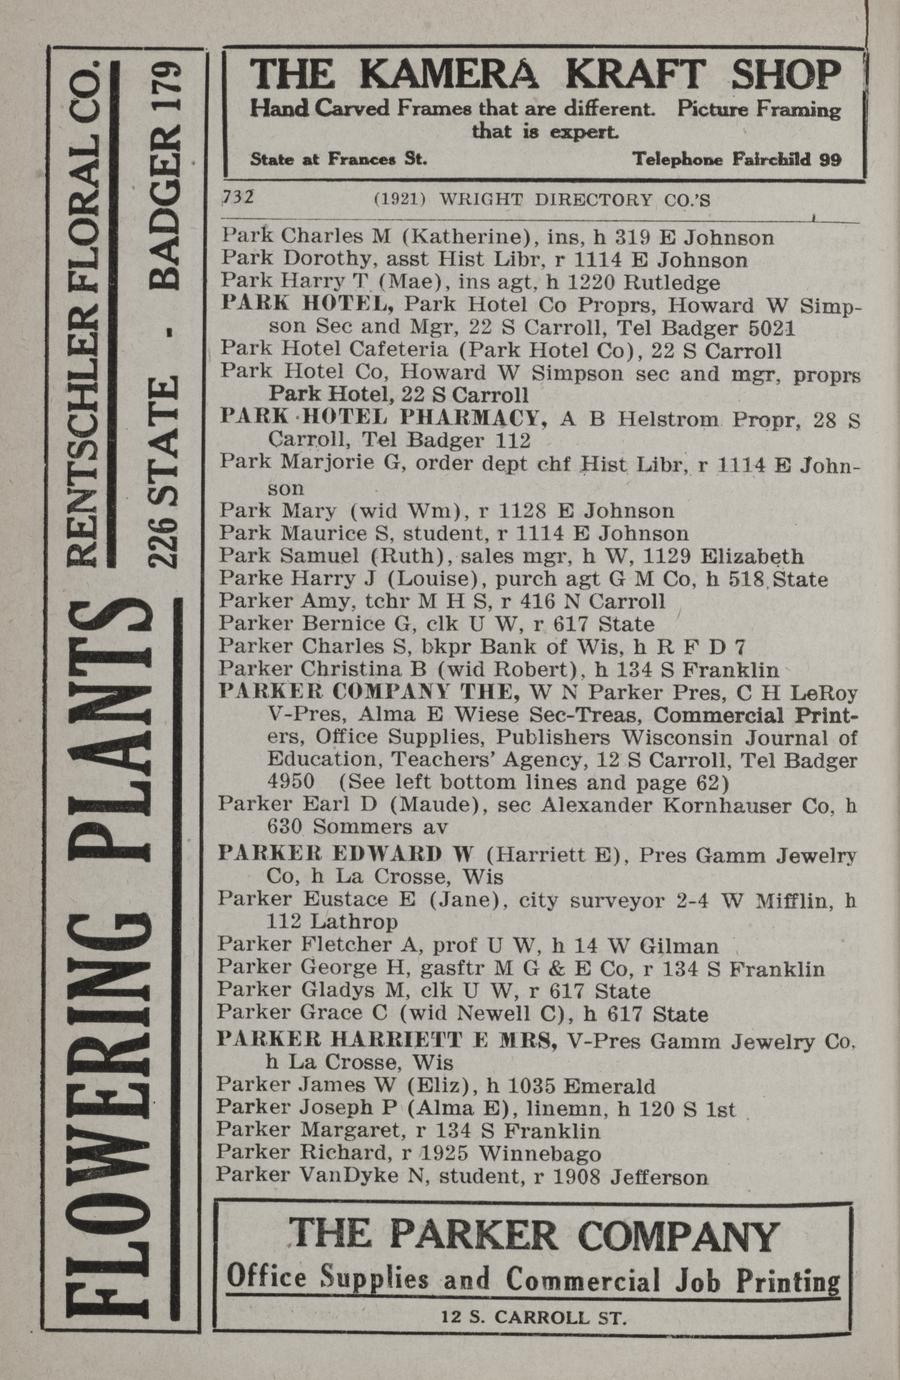 THE KAMERA KRAFT SHOP
Hand Carved Frames that are different. Picture Framing
that is expert.
State at Frances St. Telephone Fairchild 99
732 (1921) WRIGHT DIRECTORY CO.'S
Park Charles M (Katherine), ins, h 319 E Johnson
Park Dorothy, asst Hist Libr, r 1114 E Johnson
Park Harry T (Mae), ins agt, h 1220 Rutledge
PARK HOTEL, Park Hotel Co Proprs, Howard W Simp-
son Sec and Mgr, 22 S Carroll, Tel Badger 5021
Park Hotel Cafeteria (Park Hotel Co), 22 S Carroll
Park Hotel Co, Howard W Simpson sec and mgr, proprs
Park Hotel, 22 S Carroll
PARK HOTEL PHARMACY, A B Helstrom Propr, 28 S
Carroll, Tel Badger 112
Park Marjorie G, order dept chf Hist Libr, r 1114 E John-
son
Park Mary (wid Wm), r 1128 E Johnson
Park Maurice S, student, r 1114 E Johnson
Park Samuel (Ruth), sales mgr, h W, 1129 Elizabeth
Parke Harry J (Louise), purch agt G M Co, h 518 State
Parker Amy, tchr M H S, r 416 N Carroll
Parker Bernice G, clk U W, r 617 State
Parker Charles S, bkpr Bank of Wis, h R F D 7
Parker Christina B (wid Robert), h 134 S Franklin
PARKER COMPANY THE, W N Parker Pres, C H LeRoy
V-Pres, Alma E Wiese Sec-Treas, Commercial Print-
ers, Office Supplies, Publishers Wisconsin Journal of
Education, Teachers' Agency, 12 S Carroll, Tel Badger
4950 (See left bottom lines and page 62)
Parker Earl D (Maude), sec Alexander Kornhauser Co, h
630 Sommers av
PARKER EDWARD W (Harriett E), Pres Gamm Jewelry
Co, h La Crosse, Wis
Parker Eustace E (Jane), city surveyor 2-4 W Mifflin, h
112 Lathrop
Parker Fletcher A, prof U W, h 14 W Gilman
Parker George H, gasftr M G & E Co, r 134 S Franklin
Parker Gladys M, clk U W, r 617 State
Parker Grace C (wid Newell C), h 617 State
PARKER HARRIETT E MRS, V-Pres Gamm Jewelry Co,
h La Crosse, Wis
Parker James W (Eliz), h 1035 Emerald
Parker Joseph P (Alma E), linemn, h 120 S 1st
Parker Margaret, r 134 S Franklin
Parker Richard, r 1925 Winnebago
Parker VanDyke N, student, r 1908 Jefferson
THE PARKER COMPANY
Office Supplies and Commercial Job Printing
12 S. CARROLL ST.
FLOWERING PLANTS
RENTSCHLER FLORAL CO.
226 STATE - BADGER 179